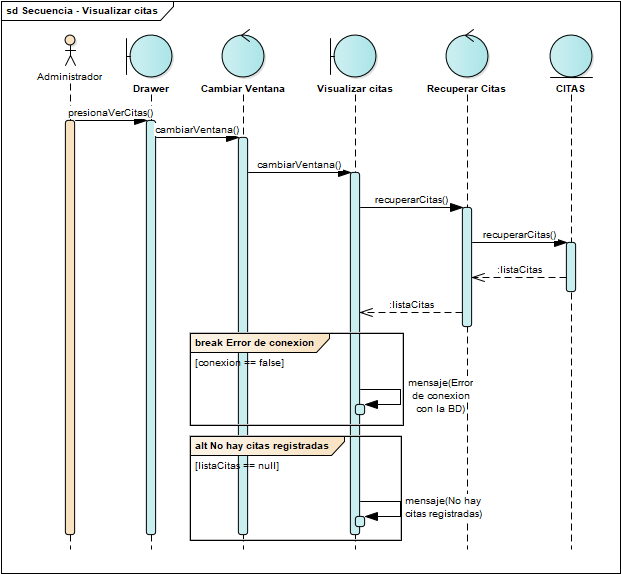 sd Secuencia - Visualizar citas
Administrador
Drawer
Cambiar Ventana
Visualizar citas
Recuperar Citas
CITAS
presionaVerCitas()
cambiarVentana()
cambiarVentana()
recuperarCitas()
recuperarCitas()
:listaCitas
:listaCitas
break Error de conexion
[conexion == false]
mensaje(Error
de conexion
con la BD)
alt No hay citas registradas
[listaCitas == null]
mensaje(No hay
citas registradas)